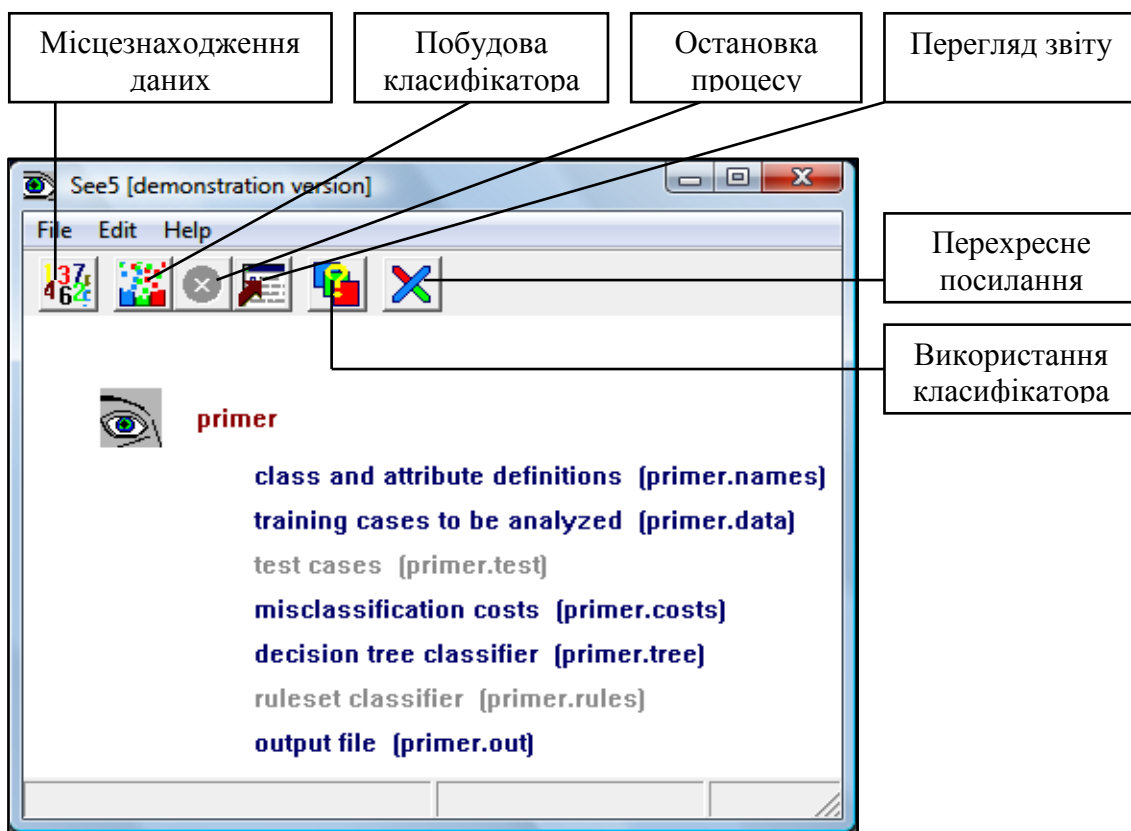 Місцезнаходження
даних
Побудова
класифікатора
Остановка
процесу
Перегляд звіту
See5 [demonstration version]
File Edit Help
Перехресне
посилання
Використання
класифікатора
primer
class and attribute definitions (primer.names)
training cases to be analyzed (primer.data)
test cases (primer.test)
misclassification costs (primer.costs)
decision tree classifier (primer.tree)
ruleset classifier (primer.rules)
output file (primer.out)